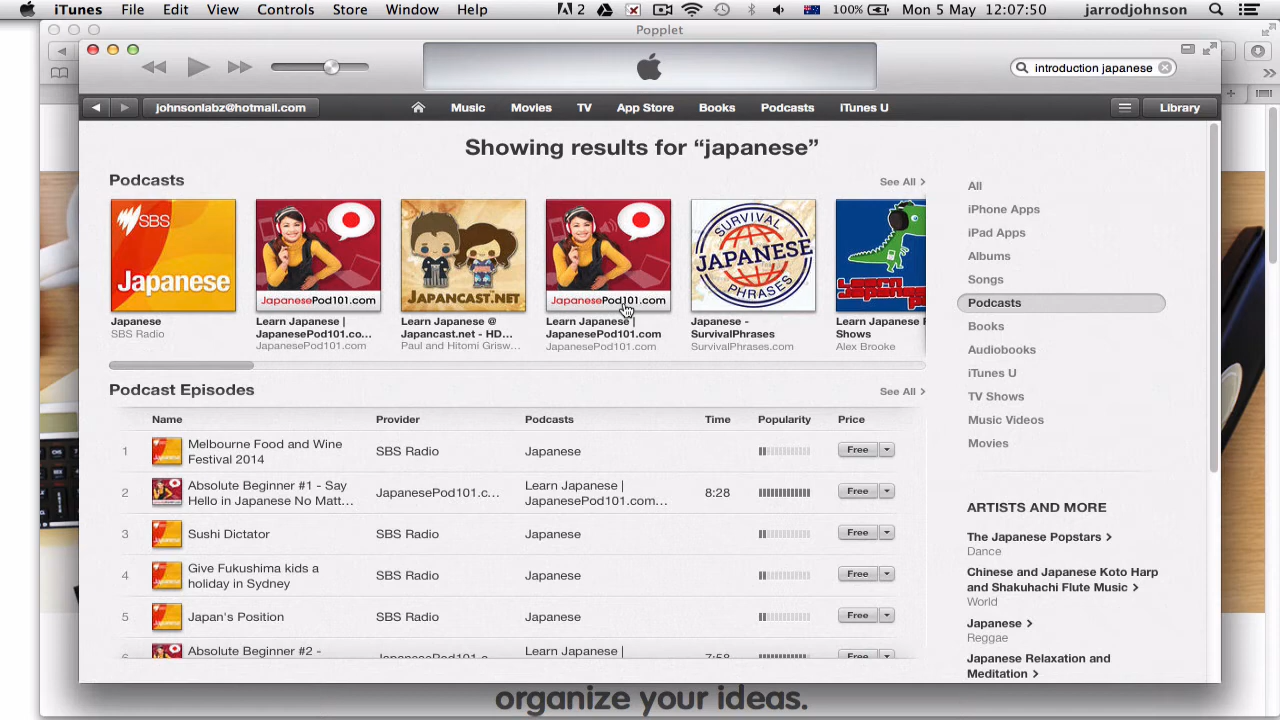 iTunes File Edit View Controls Store Window Help 2 100% Mon 5 May 12:07:50 jarrodjohnson
Popplet
introduction japanese
johnsonlabz@hotmail.com Music Movies TV App Store Books Podcasts iTunes U Library
Showing results for “japanese”
Podcasts See All >
SBS
Japanese
JapanesePod101.com
JAPANCAST.NET
JapanesePod101.com
SURVIVAL
JAPANESE
PHRASES
Japanese
SBS Radio
Learn Japanese |
JapanesePod101.co...
JapanesePod101.com
Learn Japanese @
Japancast.net - HD...
Paul and Hitomi Grisw...
Learn Japanese |
JapanesePod101.com
JapanesePod101.com
Japanese -
SurvivalPhrases
SurvivalPhrases.com
Learn Japanese
Shows
Alex Brooke
Podcast Episodes See All >
Name Provider Podcasts Time Popularity Price
1 Melbourne Food and Wine
Festival 2014 SBS Radio Japanese Free
2 Absolute Beginner #1 - Say
Hello in Japanese No Matt... JapanesePod101.c... Learn Japanese |
JapanesePod101.com... 8:28 Free
3 Sushi Dictator SBS Radio Japanese Free
4 Give Fukushima kids a
holiday in Sydney SBS Radio Japanese Free
5 Japan's Position SBS Radio Japanese Free
6 Absolute Beginner #2 - JapanesePod101.c... Learn Japanese | 7:58 Free
All
iPhone Apps
iPad Apps
Albums
Songs
Podcasts
Books
Audiobooks
iTunes U
TV Shows
Music Videos
Movies
ARTISTS AND MORE
The Japanese Popstars >
Dance
Chinese and Japanese Koto Harp
and Shakuhachi Flute Music >
World
Japanese >
Reggae
Japanese Relaxation and
Meditation >
organize your ideas.